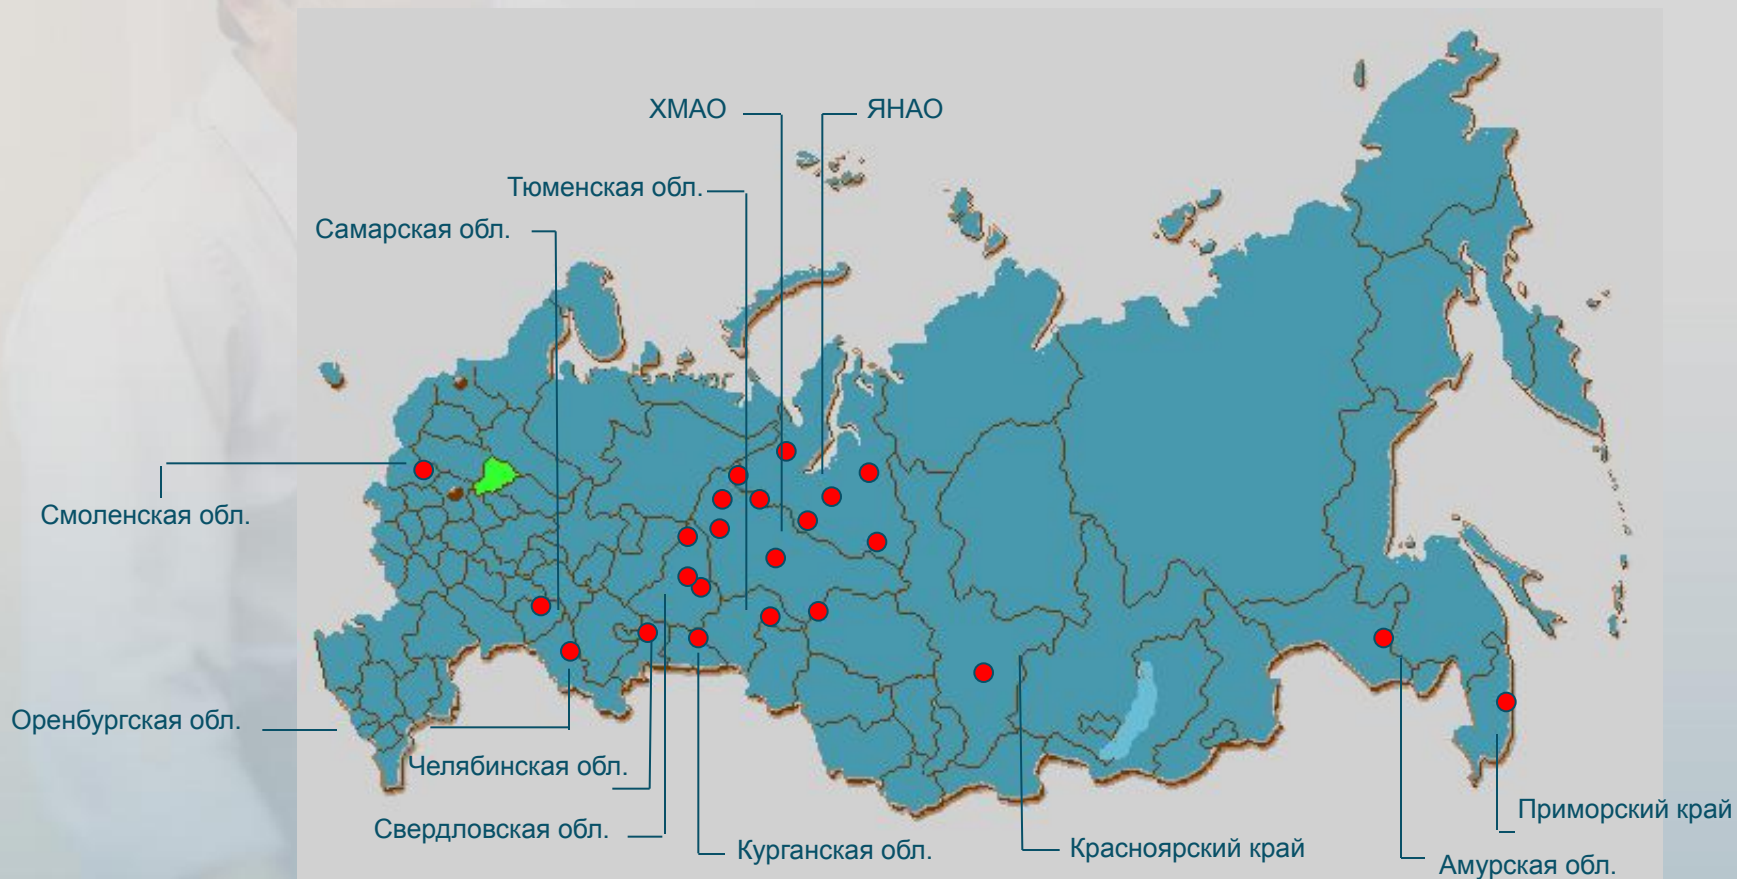 ХМАО
ЯНАО
Тюменская обл.
Самарская обл.
Смоленская обл.
Оренбургская обл.
Челябинская обл.
Свердловская обл.
Курганская обл.
Красноярский край
Приморский край
Амурская обл.